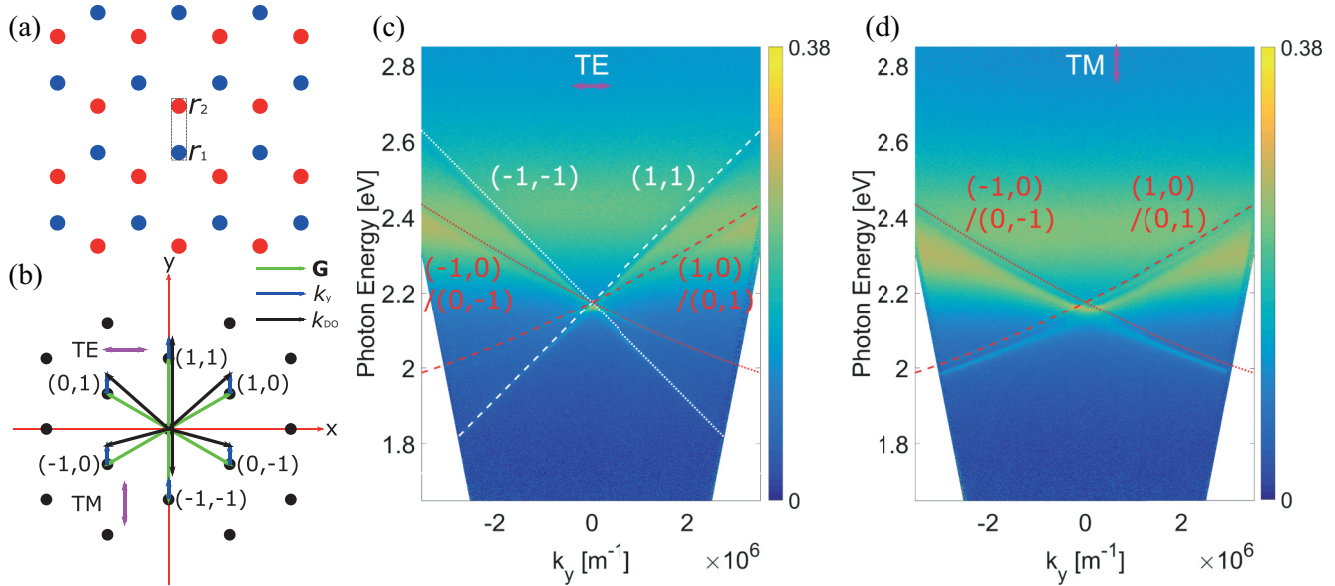 (a)
r2
r1
(b)
y
G
ky
kDO
TE
(1,1)
(0,1)
(1,0)
x
(-1,0)
(0,-1)
TM
(-1,-1)
(c)
0.38
2.8
TE
2.6
(-1,-1)
(1,1)
2.4
Photon Energy [eV]
(-1,0)
/(0,-1)
(1,0)
/(0,1)
2.2
2
1.8
0
-2
0
2
ky [m-1]
×10⁶
(d)
0.38
2.8
TM
2.6
(-1,0)
/(0,-1)
(1,0)
/(0,1)
2.4
Photon Energy [eV]
2.2
2
1.8
0
-2
0
2
ky [m-1]
×10⁶